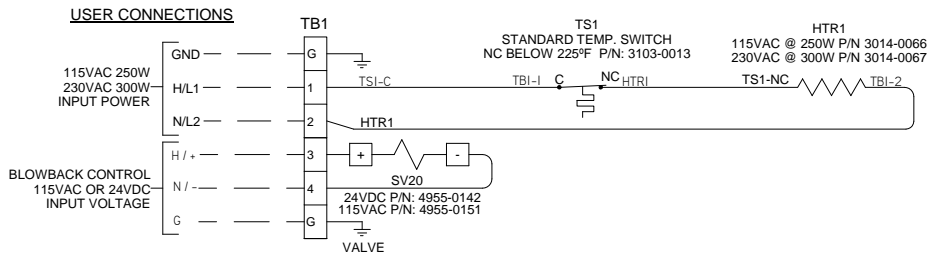 USER CONNECTIONS
TB1
GND
G
115VAC 250W
230VAC 300W
INPUT POWER
H/L1
1
TSI-C
N/L2
2
HTR1
TS1
STANDARD TEMP. SWITCH
NC BELOW 225ºF P/N: 3103-0013
TBI-I
C
NC
HTRI
HTR1
115VAC @ 250W P/N 3014-0066
230VAC @ 300W P/N 3014-0067
TS1-NC
TBI-2
BLOWBACK CONTROL
115VAC OR 24VDC
INPUT VOLTAGE
H / +
3
+
-
N / -
4
SV20
24VDC P/N: 4955-0142
115VAC P/N: 4955-0151
G
G
VALVE